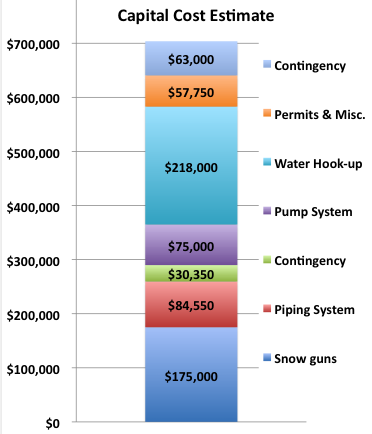 Capital Cost Estimate
$700,000
$600,000
$500,000
$400,000
$300,000
$200,000
$100,000
$0
$63,000
$57,750
$218,000
$75,000
$30,350
$84,550
$175,000
Contingency
Permits & Misc.
Water Hook-up
Pump System
Contingency
Piping System
Snow guns